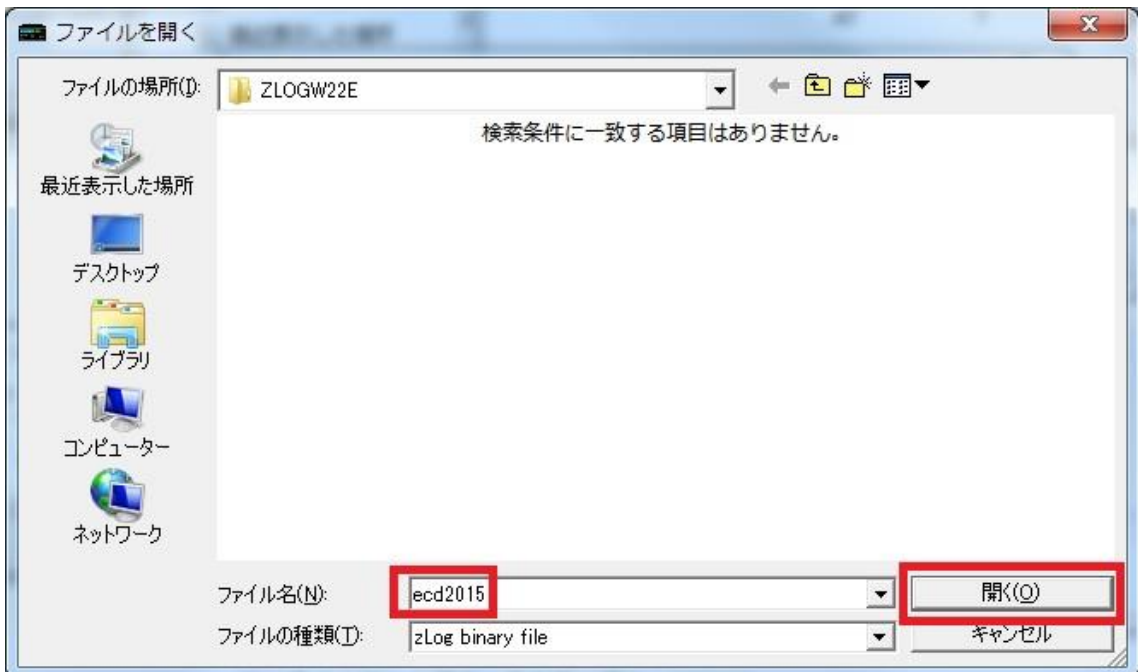 ファイルを開く
ファイルの場所(I):
ZLOGW22E
検索条件に一致する項目はありません。
最近表示した場所
デスクトップ
ライブラリ
コンピューター
ネットワーク
ファイル名(N):
ecd2015
開く(O)
ファイルの種類(T):
zLog binary file
キャンセル